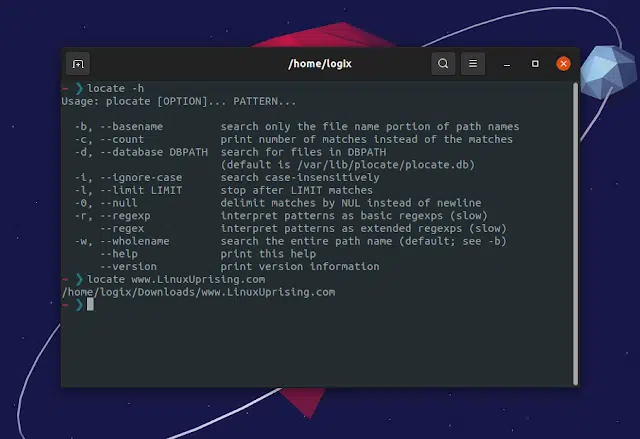 /home/logix
~ ❯ locate -h
Usage: plocate [OPTION]... PATTERN...
-b, --basename search only the file name portion of path names
-c, --count print number of matches instead of the matches
-d, --database DBPATH search for files in DBPATH
(default is /var/lib/plocate/plocate.db)
-i, --ignore-case search case-insensitively
-l, --limit LIMIT stop after LIMIT matches
-0, --null delimit matches by NUL instead of newline
-r, --regexp interpret patterns as basic regexps (slow)
--regex interpret patterns as extended regexps (slow)
-w, --wholename search the entire path name (default; see -b)
--help print this help
--version print version information
~ ❯ locate www.LinuxUprising.com
/home/logix/Downloads/www.LinuxUprising.com
~ ❯